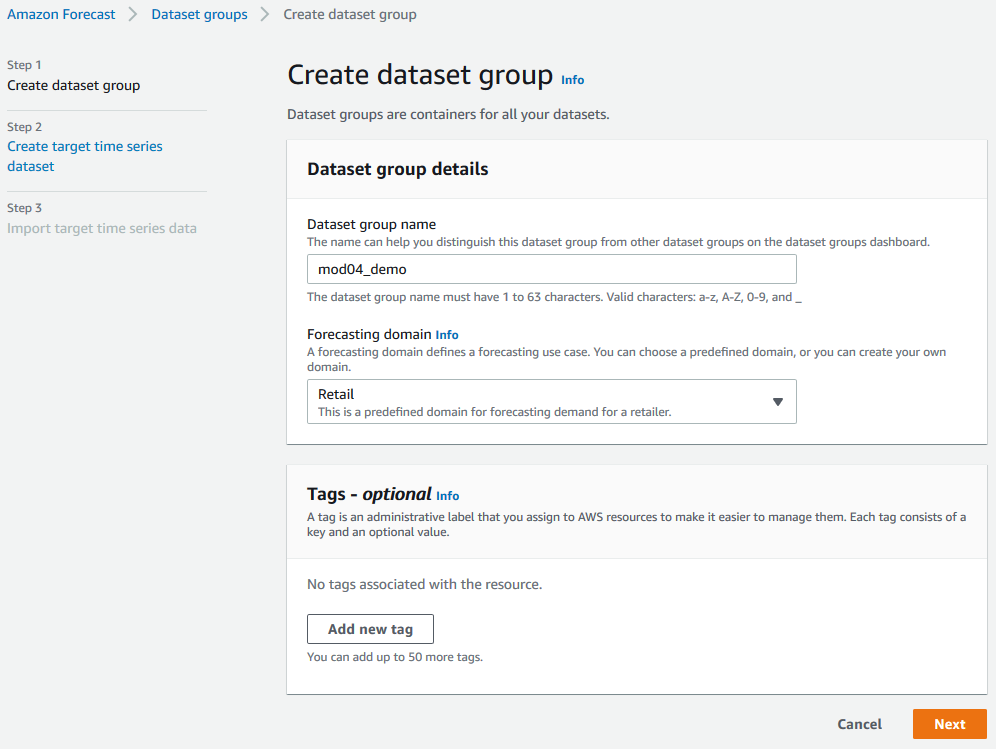 Amazon Forecast > Dataset groups > Create dataset group
Step 1
Create dataset group
Step 2
Create target time series
dataset
Step 3
Import target time series data
Create dataset group Info
Dataset groups are containers for all your datasets.
Dataset group details
Dataset group name
The name can help you distinguish this dataset group from other dataset groups on the dataset groups dashboard.
mod04_demo
The dataset group name must have 1 to 63 characters. Valid characters: a-z, A-Z, 0-9, and _
Forecasting domain Info
A forecasting domain defines a forecasting use case. You can choose a predefined domain, or you can create your own
domain.
Retail
This is a predefined domain for forecasting demand for a retailer.
Tags - optional Info
A tag is an administrative label that you assign to AWS resources to make it easier to manage them. Each tag consists of a
key and an optional value.
No tags associated with the resource.
Add new tag
You can add up to 50 more tags.
Cancel Next